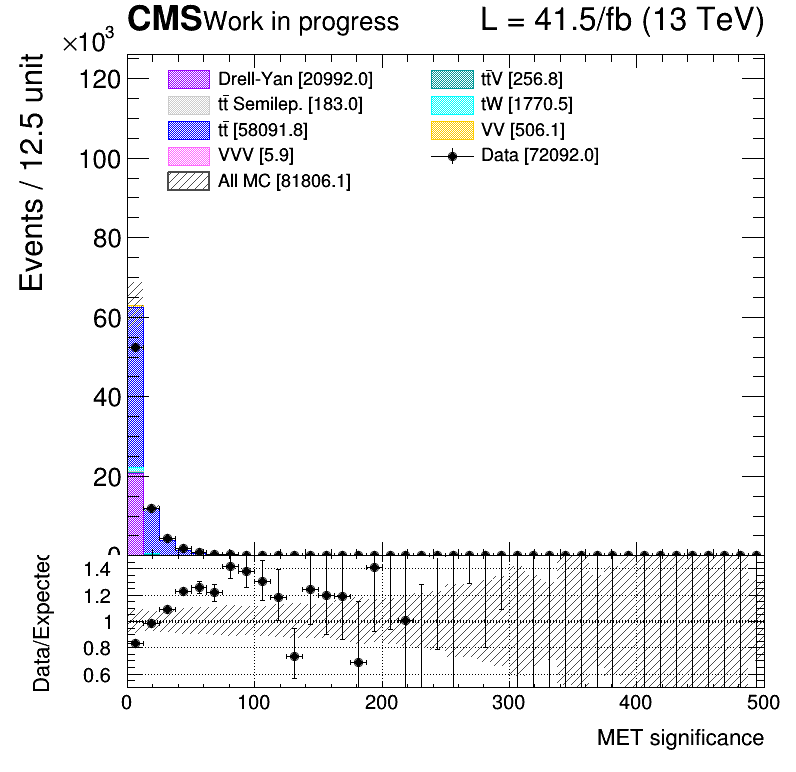 CMS Work in progress L = 41.5/fb (13 TeV)
×10³
Events / 12.5 unit
120
100
80
60
40
20
0
Drell-Yan [20992.0]
tt̄ Semilep. [183.0]
tt̄ [58091.8]
VVV [5.9]
All MC [81806.1]
tt̄V [256.8]
tW [1770.5]
VV [506.1]
Data [72092.0]
Data/Expected
1.4
1.2
1
0.8
0.6
0 100 200 300 400 500
MET significance